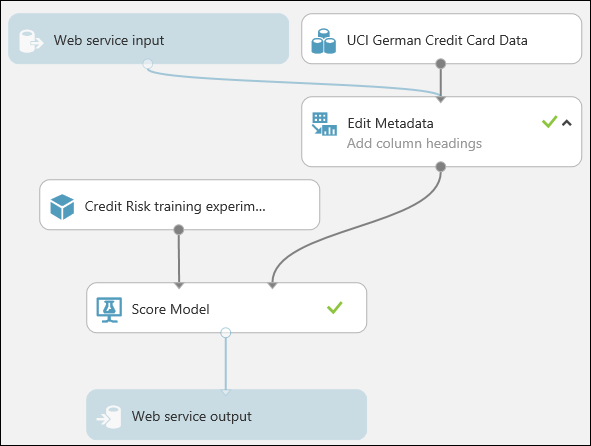 Web service input
UCI German Credit Card Data
Edit Metadata
Add column headings
Credit Risk training experim...
Score Model
Web service output